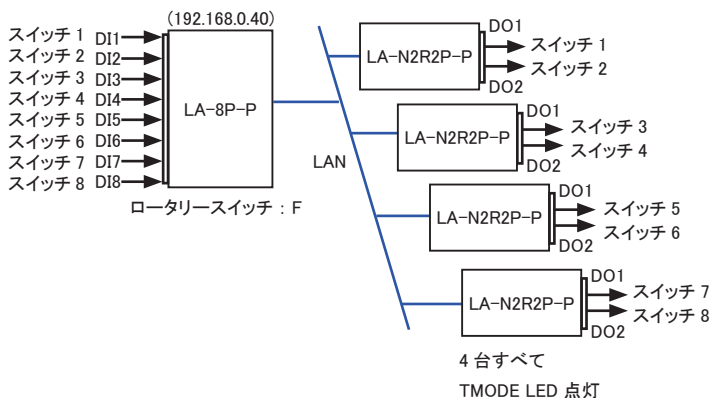 (192.168.0.40)
スイッチ 1 DI1
スイッチ 2 DI2
スイッチ 3 DI3
スイッチ 4 DI4
スイッチ 5 DI5
スイッチ 6 DI6
スイッチ 7 DI7
スイッチ 8 DI8
LA-8P-P
ロータリースイッチ : F
LAN
LA-N2R2P-P
DO1
スイッチ 1
スイッチ 2
DO2
LA-N2R2P-P
DO1
スイッチ 3
スイッチ 4
DO2
LA-N2R2P-P
DO1
スイッチ 5
スイッチ 6
DO2
LA-N2R2P-P
DO1
スイッチ 7
スイッチ 8
DO2
4 台すべて
TMODE LED 点灯